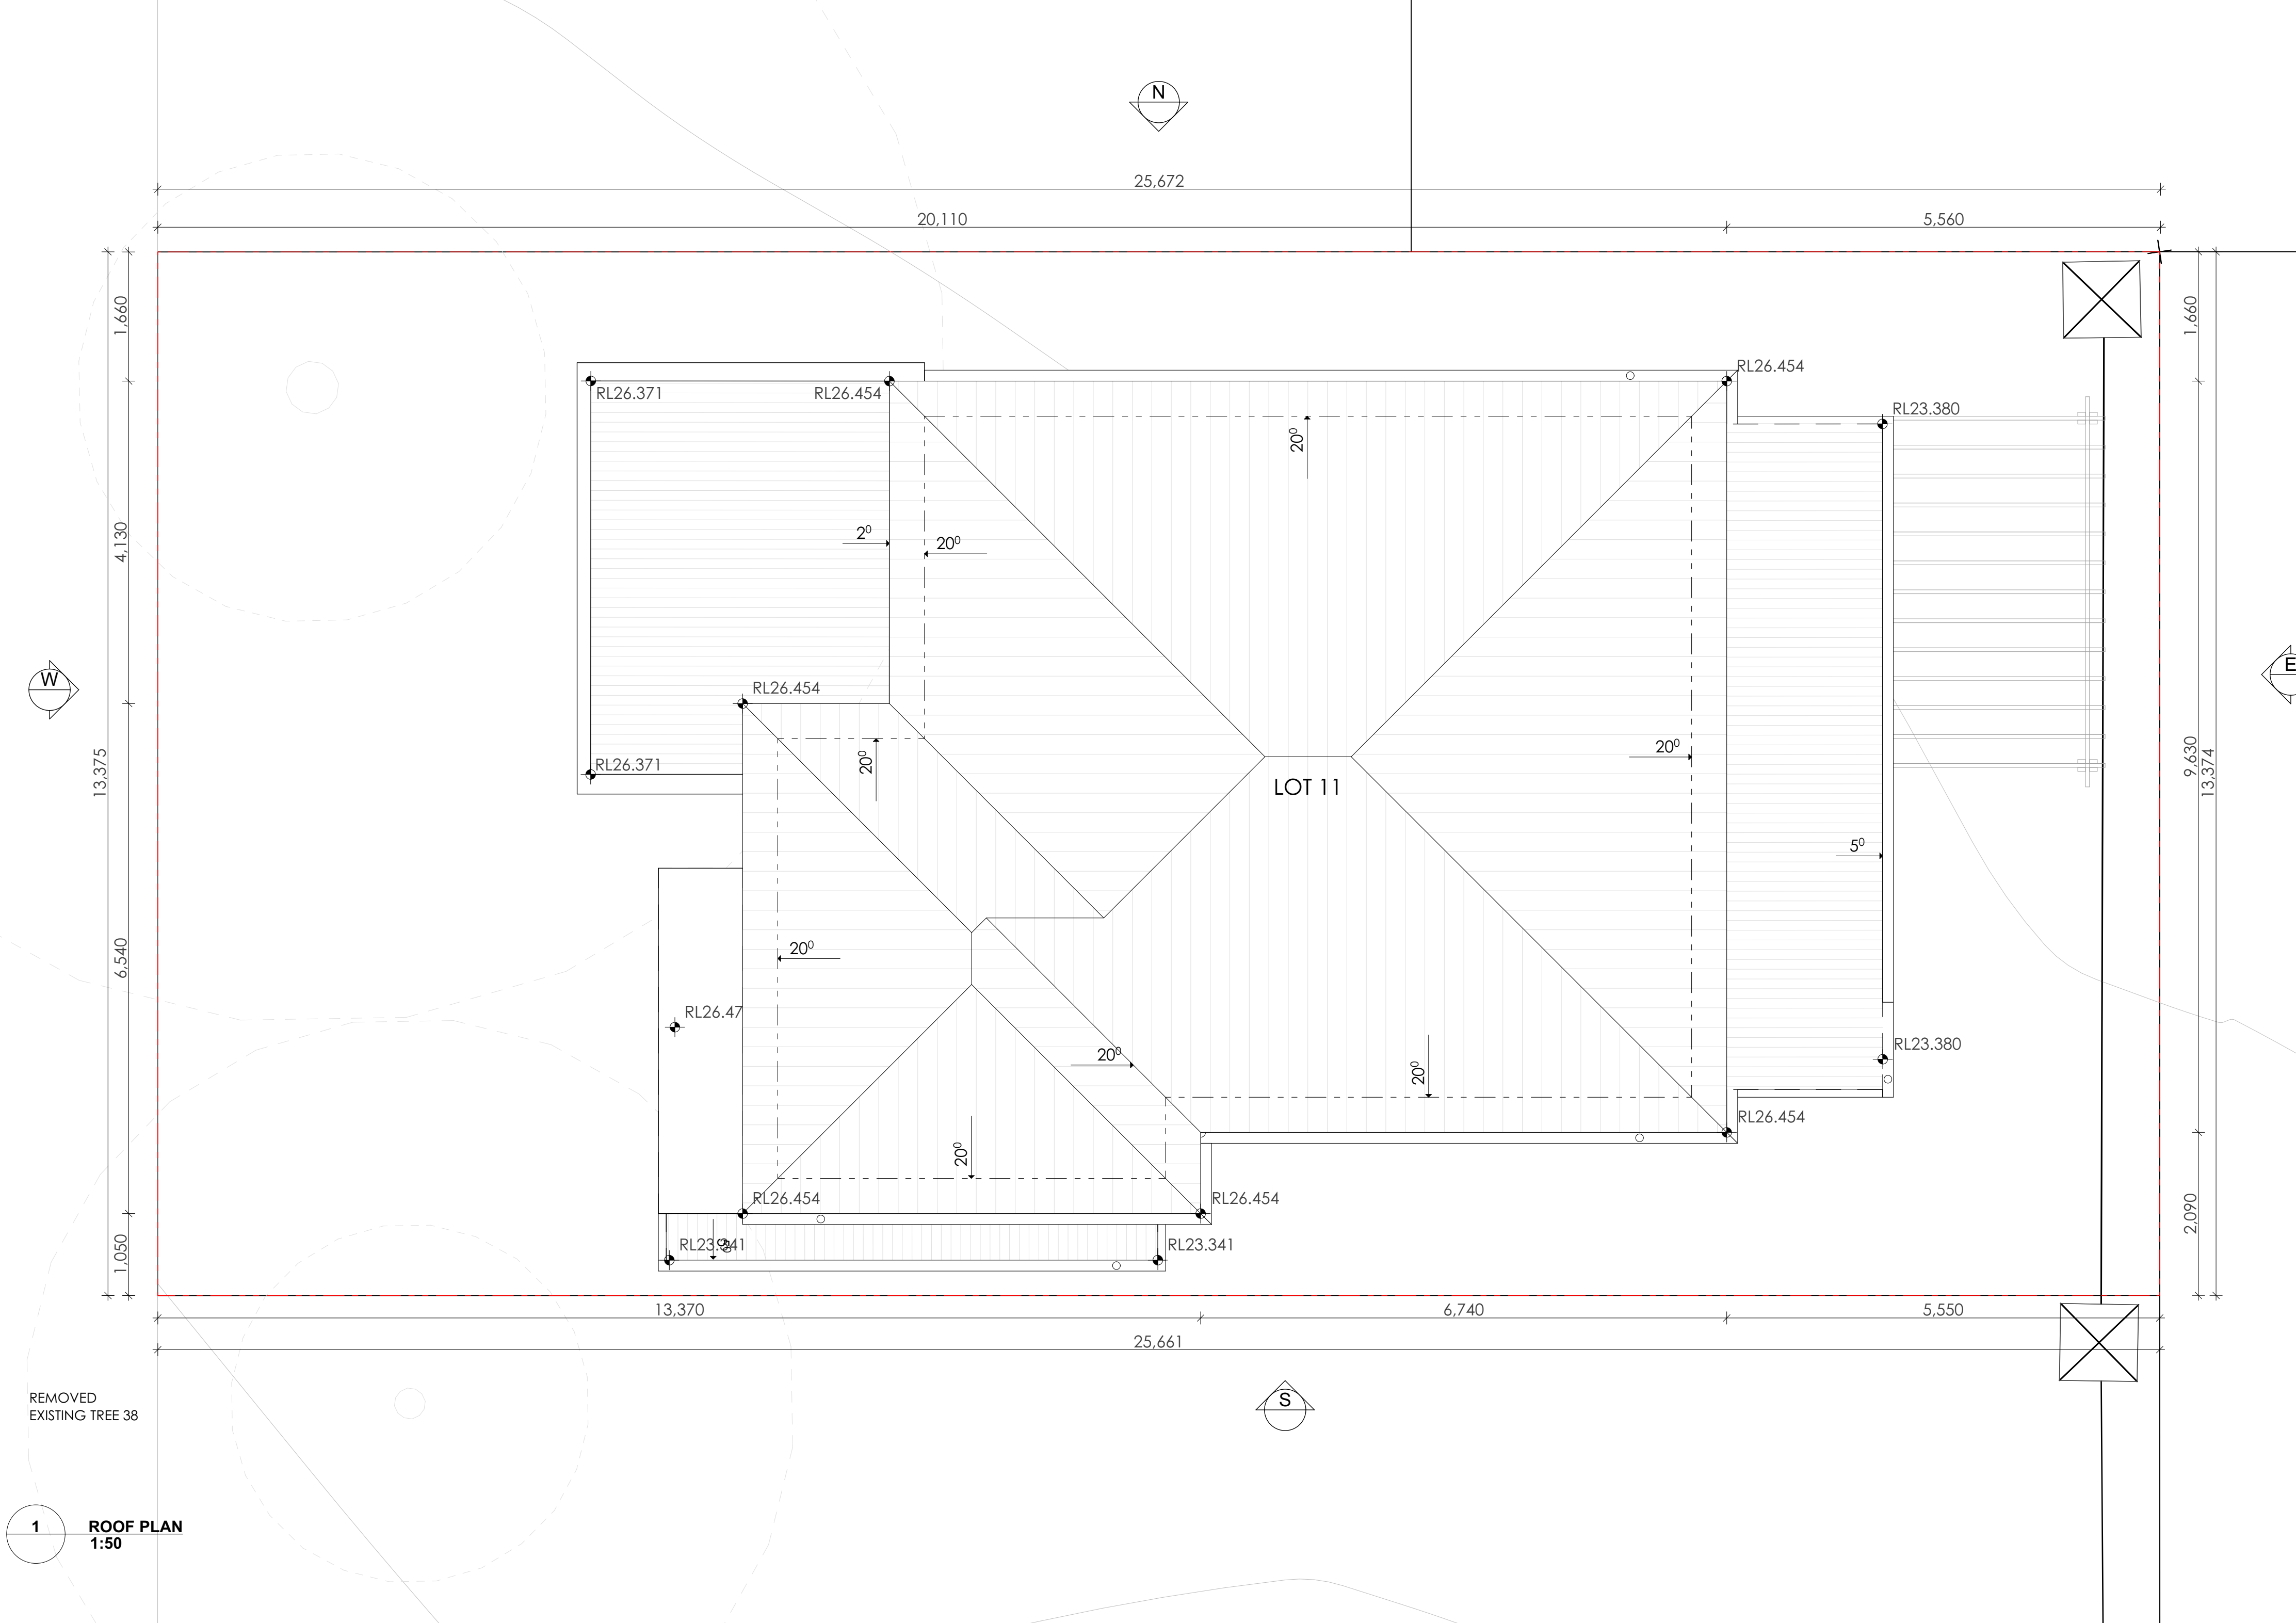 N
25,672
20,110 5,560
1,660
1,660
RL26.454
RL26.371
RL26.454
RL23.380
20⁰
2⁰
20⁰
4,130
W
E
RL26.454
20⁰
20⁰
13,375
RL26.371
LOT 11
9,630
13,374
5⁰
6,540
20⁰
RL26.47
RL23.380
20⁰
20⁰
RL26.454
20⁰
RL26.454
RL26.454
2,090
1,050
RL23.341
RL23.341
13,370 6,740 5,550
25,661
S
REMOVED
EXISTING TREE 38
1
ROOF PLAN
1:50